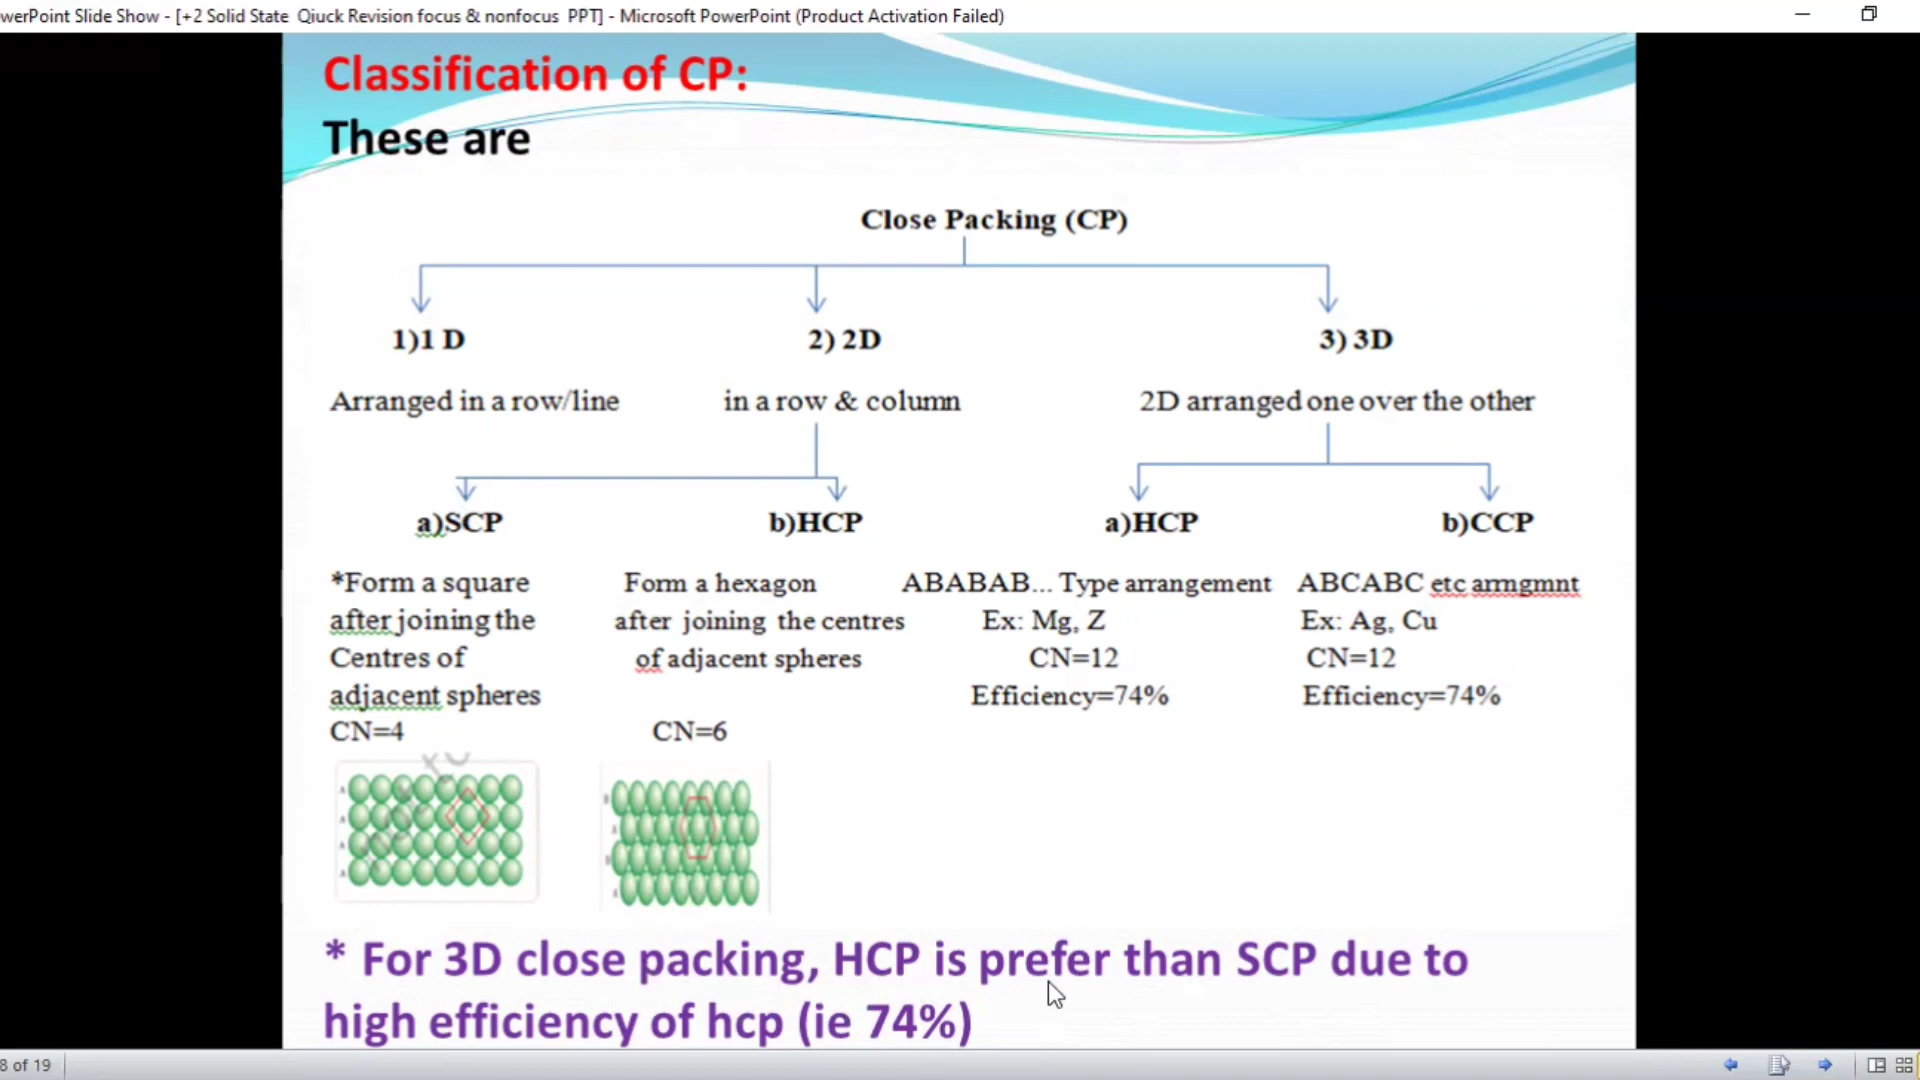 werPoint Slide Show - [+2 Solid State  Qiuck Revision focus & nonfocus  PPT] - Microsoft PowerPoint (Product Activation Failed)
Classification of CP:
These are
Close Packing (CP)
1)1 D
2) 2D
3) 3D
Arranged in a row/line
in a row & column
2D arranged one over the other
a)SCP
b)HCP
a)HCP
b)CCP
*Form a square
after joining the
Centres of
adjacent spheres
CN=4
Form a hexagon
after joining the centres
of adjacent spheres
CN=6
ABABAB... Type arrangement
Ex: Mg, Z
CN=12
Efficiency=74%
ABCABC etc arrngmnt
Ex: Ag, Cu
CN=12
Efficiency=74%
A
A
A
A
* For 3D close packing, HCP is prefer than SCP due to
high efficiency of hcp (ie 74%)
8 of 19